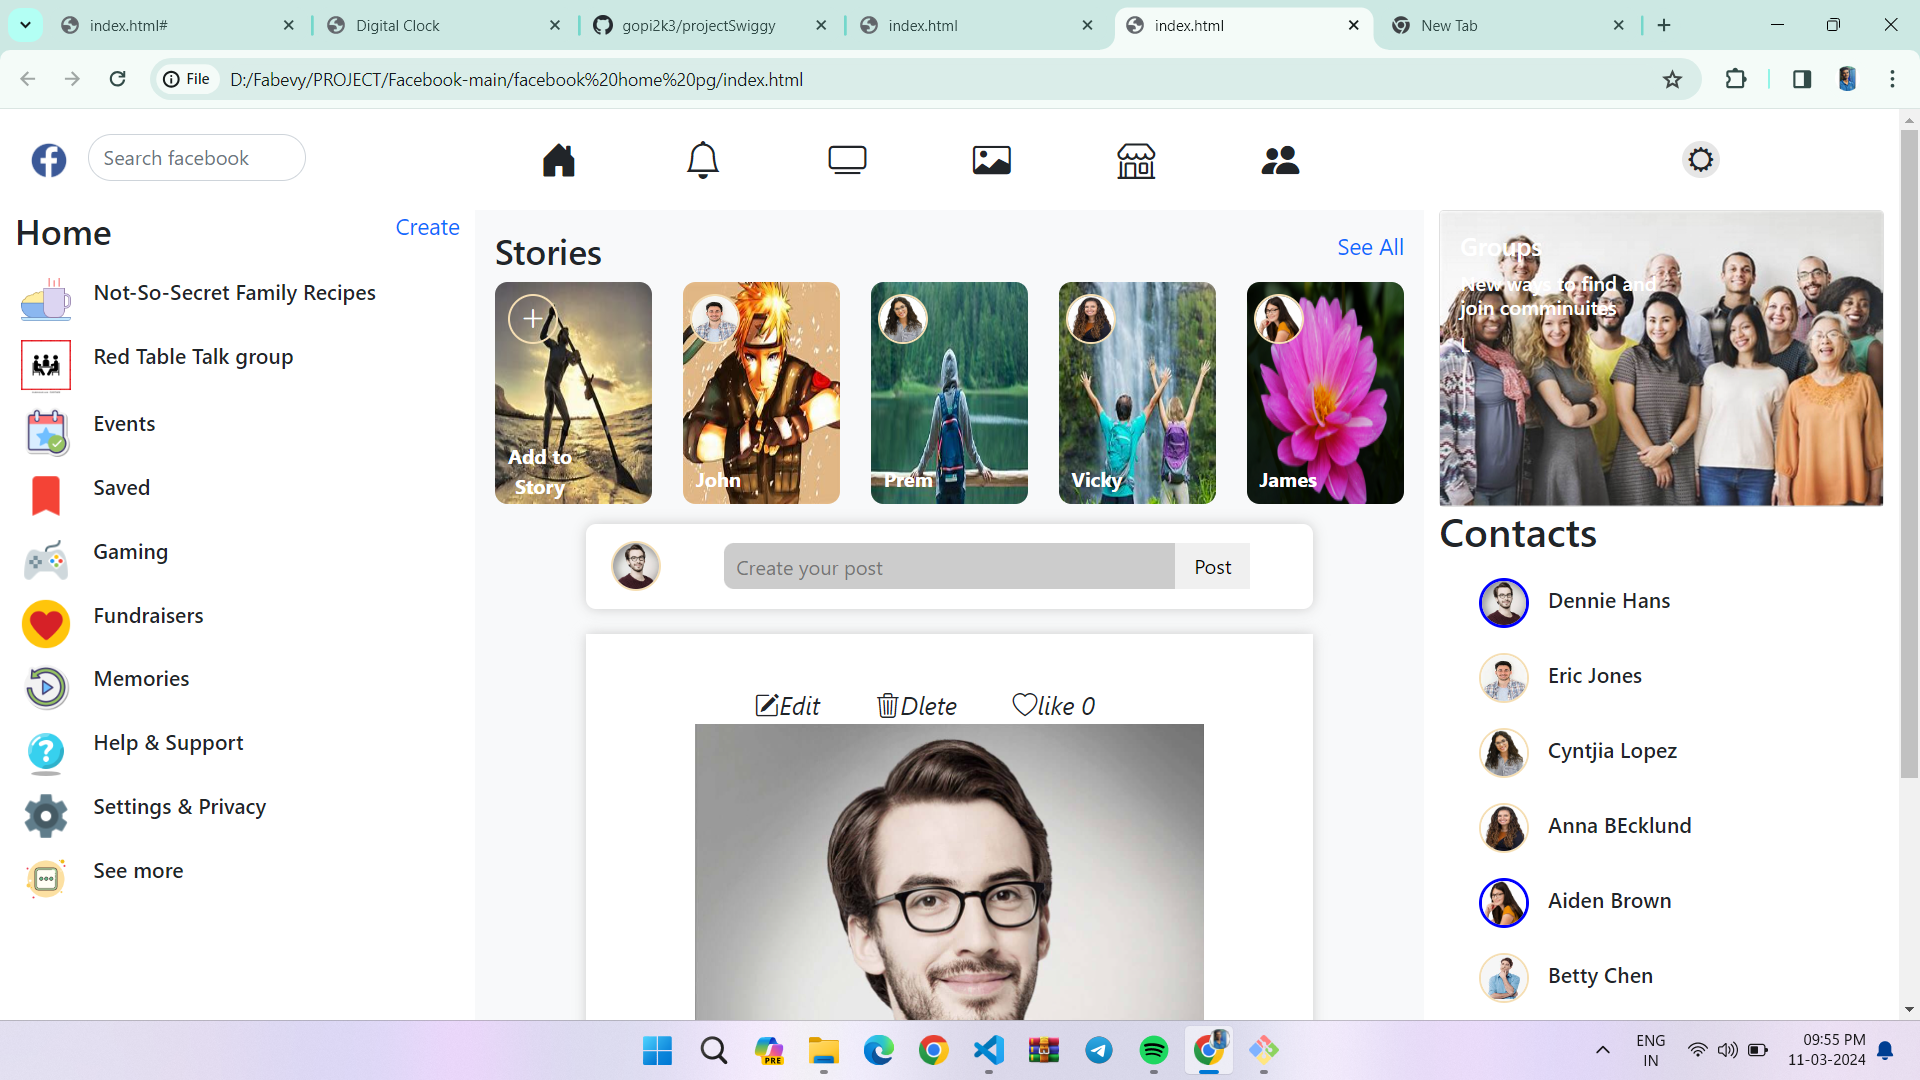 index.html#
Digital Clock
gopi2k3/projectSwiggy
index.html
index.html
New Tab
File
D:/Fabevy/PROJECT/Facebook-main/facebook%20home%20pg/index.html
Search facebook
Home
Create
Not-So-Secret Family Recipes
Red Table Talk group
Events
Saved
Gaming
Fundraisers
Memories
Help & Support
Settings & Privacy
See more
Stories
See All
Add to
Story
John
Prem
Vicky
James
Create your post
Post
Edit
Dlete
like 0
Groups
New ways to find and
join comminuites
L
Contacts
Dennie Hans
Eric Jones
Cyntjia Lopez
Anna BEcklund
Aiden Brown
Betty Chen
PRE
ENG
IN
09:55 PM
11-03-2024